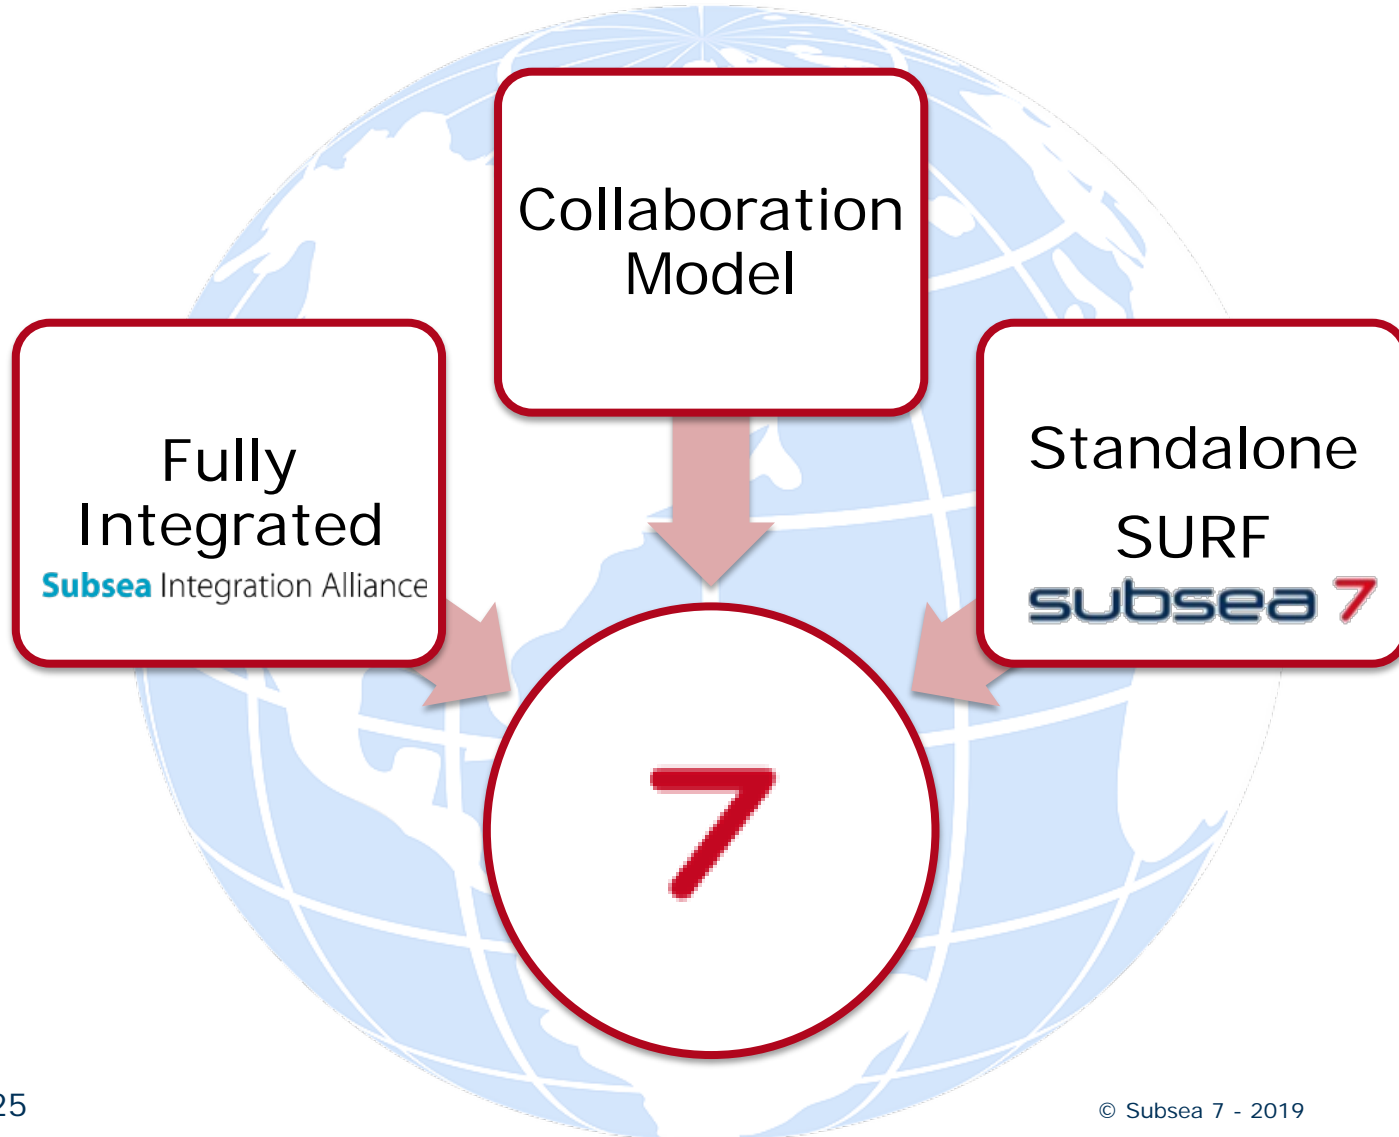 Collaboration
Model
Fully
Integrated
Subsea Integration Alliance
Standalone
SURF
subsea 7
7
25
© Subsea 7 - 2019